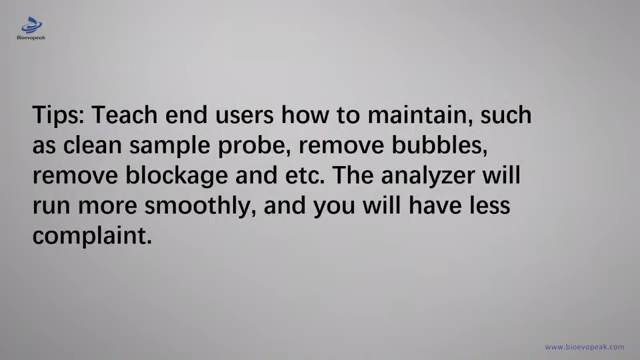 Bioevopeak
Tips: Teach end users how to maintain, such
as clean sample probe, remove bubbles,
remove blockage and etc. The analyzer will
run more smoothly, and you will have less
complaint.
www.bioevopeak.com